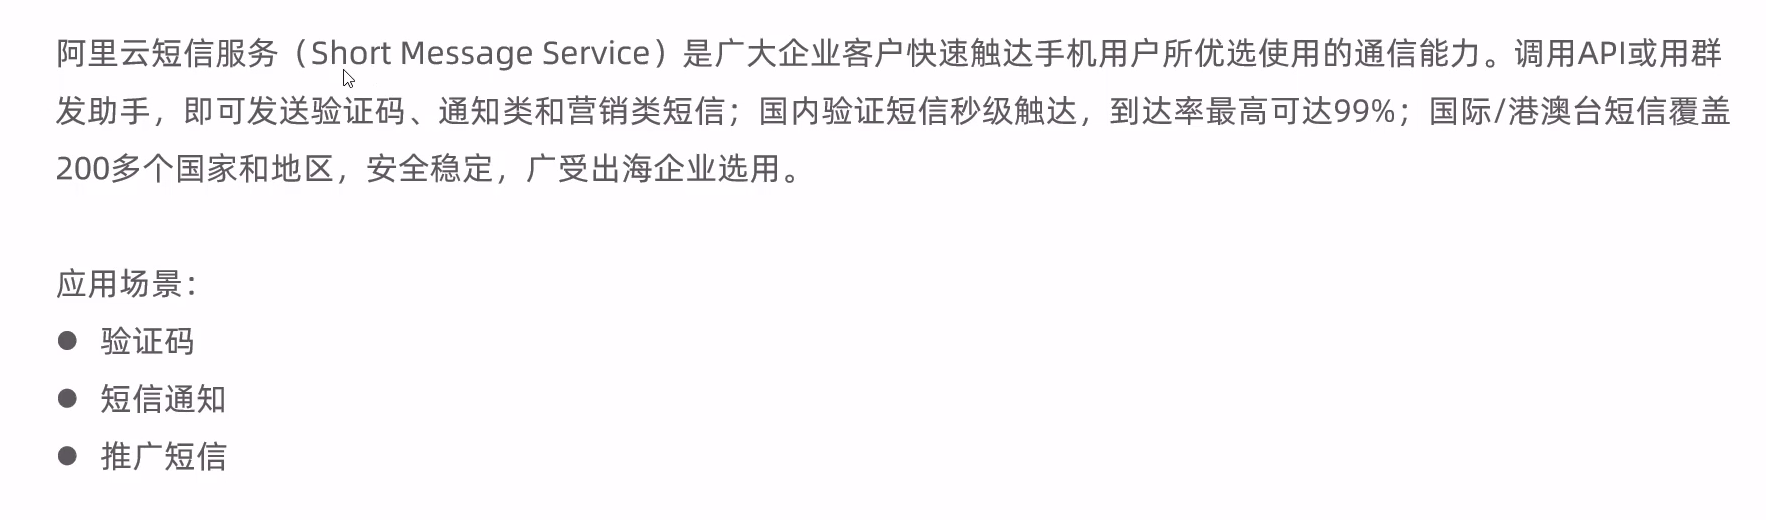 阿里云短信服务（Short Message Service）是广大企业客户快速触达手机用户所优选使用的通信能力。调用API或用群
发助手，即可发送验证码、通知类和营销类短信；国内验证短信秒级触达，到达率最高可达99%；国际/港澳台短信覆盖
200多个国家和地区，安全稳定，广受出海企业选用。
应用场景：
● 验证码
● 短信通知
● 推广短信